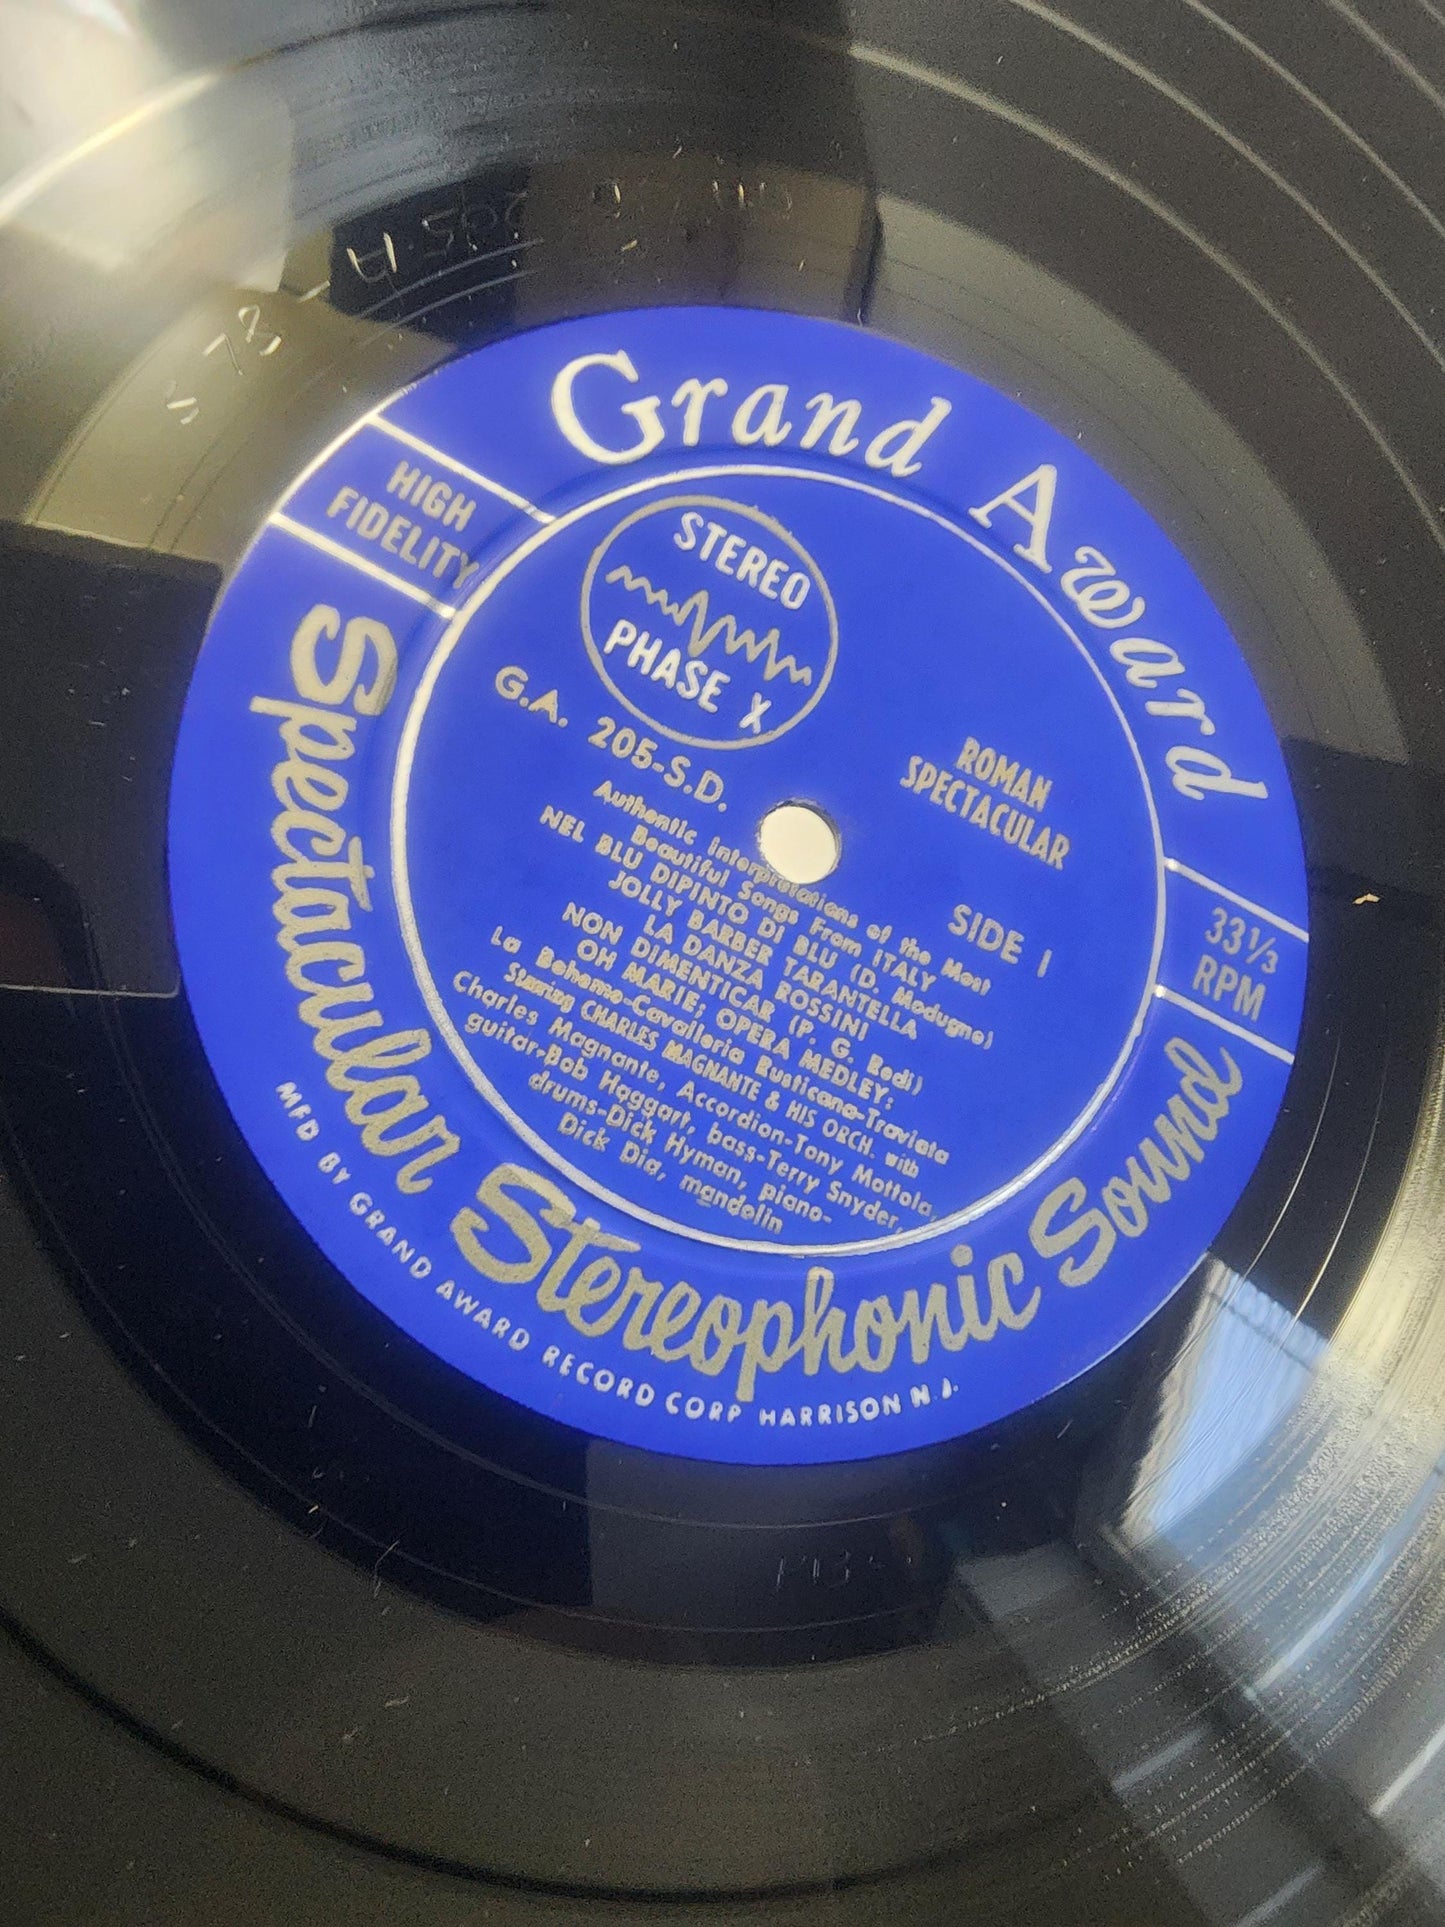 Grand Award
HIGH
FIDELITY
STEREO
PHASE X
G.A. 205-S.D.
ROMAN
SPECTACULAR
SIDE 1
33 1/3
RPM
Authentic interpretations of the Most
Beautiful Songs From ITALY
NEL BLU DIPINTO DI BLU (D. Modugno)
JOLLY BARBER TARANTELLA
LA DANZA ROSSINI
NON DIMENTICAR (P. G. Redi)
OH MARIE; OPERA MEDLEY:
La Boheme-Cavalleria Rusticana-Traviata
Starring CHARLES MAGNANTE & HIS ORCH. with
Charles Magnante, Accordion-Tony Mottola,
guitar-Bob Haggart, bass-Terry Snyder,
drums-Dick Hyman, piano-
Dick Dia, mandolin
Spectacular Stereophonic Sound
MFD BY GRAND AWARD RECORD CORP HARRISON N.J.